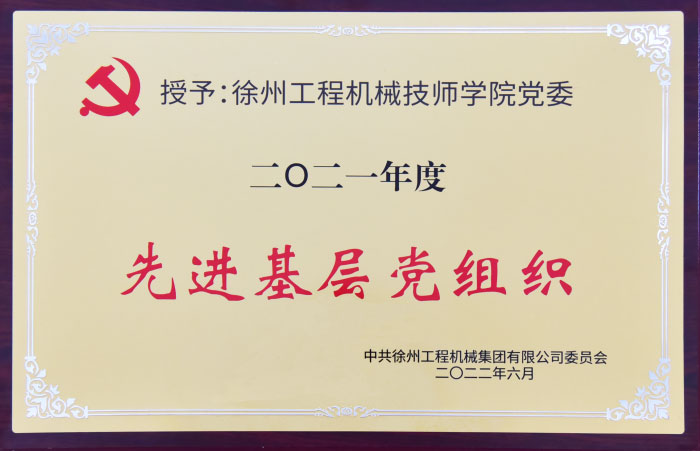 授予：徐州工程机械技师学院党委
二〇二一年度
先进基层党组织
中共徐州工程机械集团有限公司委员会
二〇二二年六月